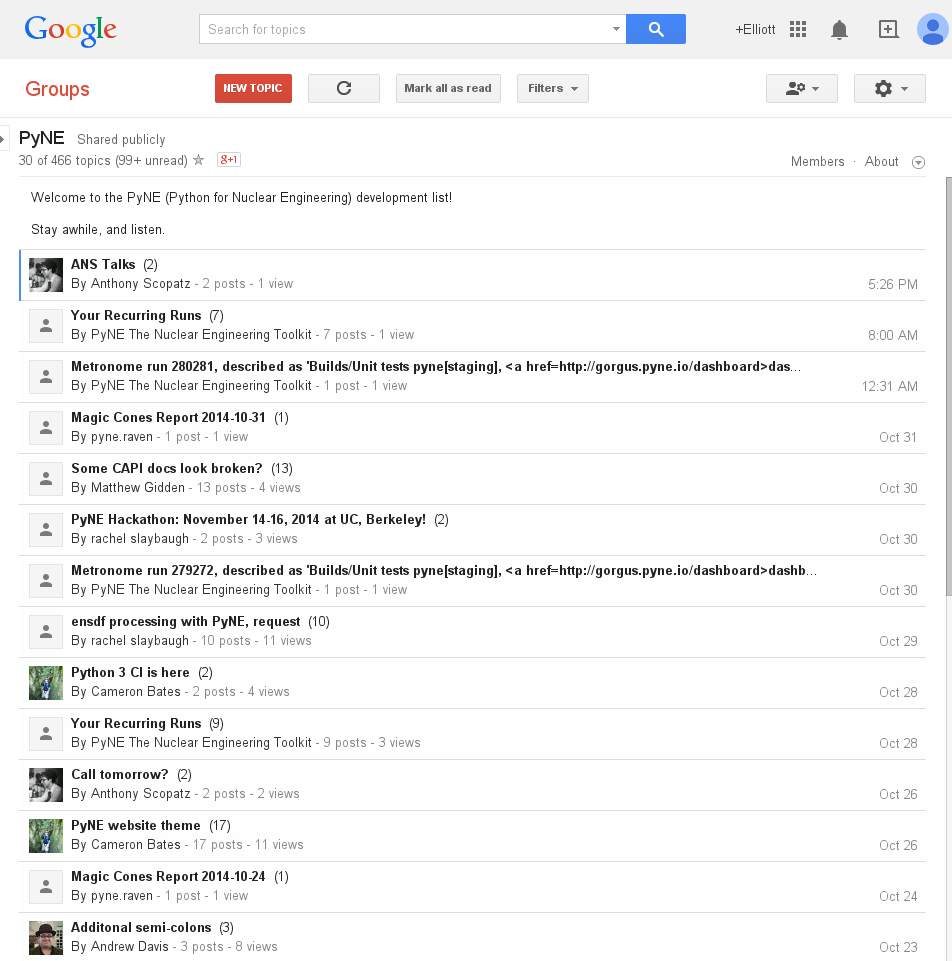 Google
Search for topics
+Elliott
Groups
NEW TOPIC
Mark all as read
Filters
PyNE Shared publicly
30 of 466 topics (99+ unread)
g+1
Members · About
Welcome to the PyNE (Python for Nuclear Engineering) development list!
Stay awhile, and listen.
ANS Talks (2)
By Anthony Scopatz - 2 posts - 1 view
5:26 PM
Your Recurring Runs (7)
By PyNE The Nuclear Engineering Toolkit - 7 posts - 1 view
8:00 AM
Metronome run 280281, described as 'Builds/Unit tests pyne[staging], <a href=http://gorgus.pyne.io/dashboard>das...
By PyNE The Nuclear Engineering Toolkit - 1 post - 1 view
12:31 AM
Magic Cones Report 2014-10-31 (1)
By pyne.raven - 1 post - 1 view
Oct 31
Some CAPI docs look broken? (13)
By Matthew Gidden - 13 posts - 4 views
Oct 30
PyNE Hackathon: November 14-16, 2014 at UC, Berkeley! (2)
By rachel slaybaugh - 2 posts - 3 views
Oct 30
Metronome run 279272, described as 'Builds/Unit tests pyne[staging], <a href=http://gorgus.pyne.io/dashboard>dashb...
By PyNE The Nuclear Engineering Toolkit - 1 post - 1 view
Oct 30
ensdf processing with PyNE, request (10)
By rachel slaybaugh - 10 posts - 11 views
Oct 29
Python 3 CI is here (2)
By Cameron Bates - 2 posts - 4 views
Oct 28
Your Recurring Runs (9)
By PyNE The Nuclear Engineering Toolkit - 9 posts - 3 views
Oct 28
Call tomorrow? (2)
By Anthony Scopatz - 2 posts - 2 views
Oct 26
PyNE website theme (17)
By Cameron Bates - 17 posts - 11 views
Oct 26
Magic Cones Report 2014-10-24 (1)
By pyne.raven - 1 post - 1 view
Oct 24
Additonal semi-colons (3)
By Andrew Davis - 3 posts - 8 views
Oct 23